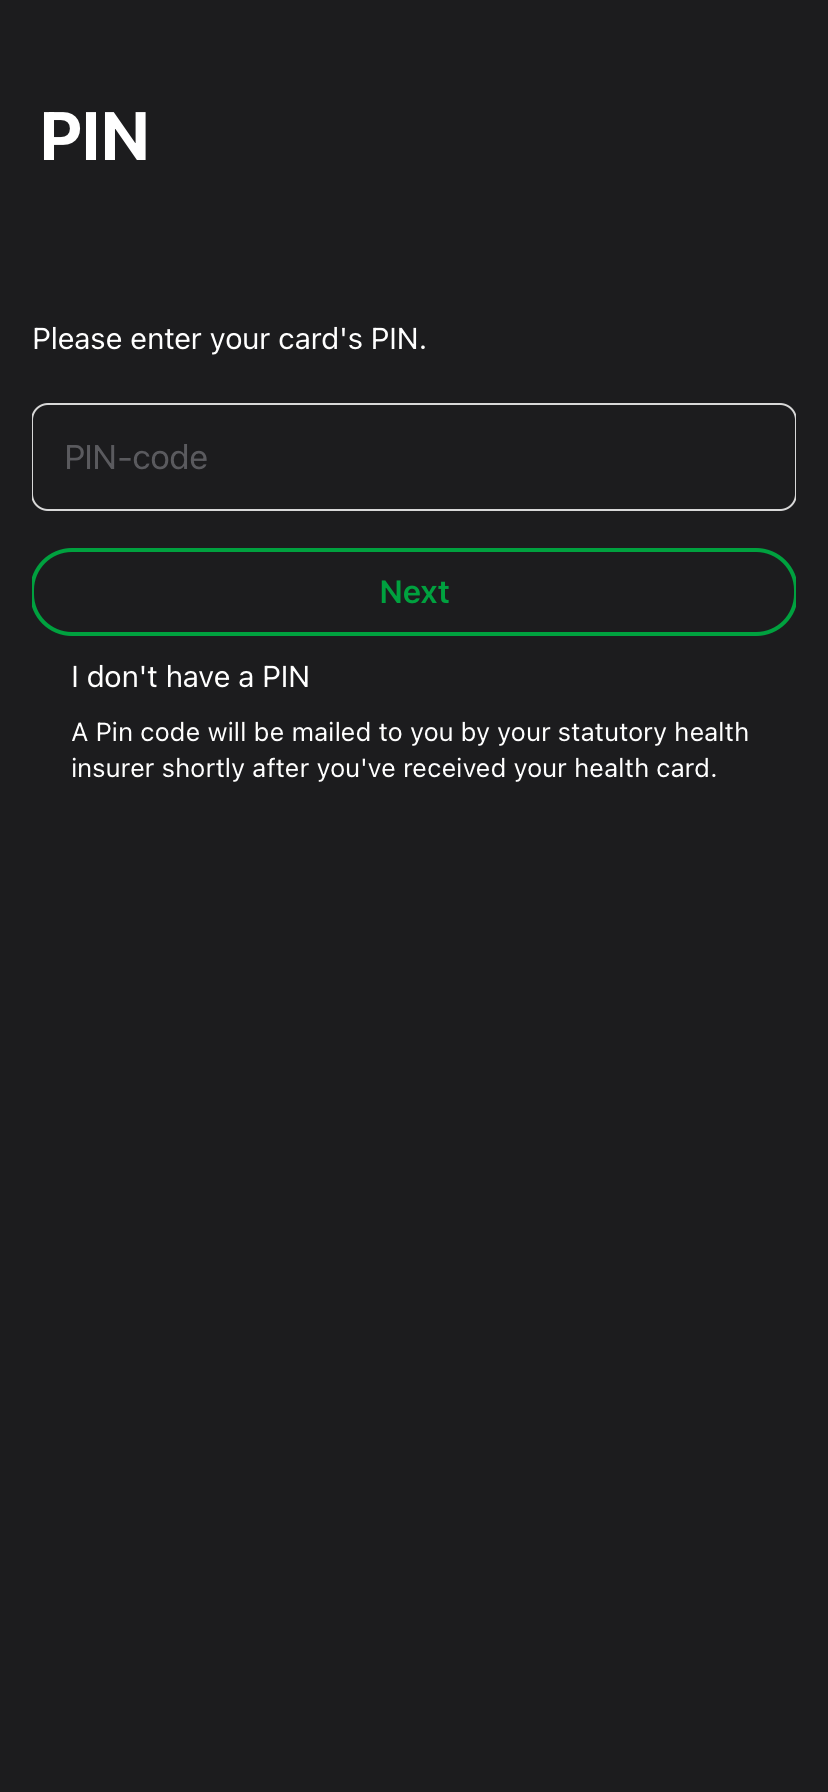 PIN
Please enter your card's PIN.
PIN-code
Next
I don't have a PIN
A Pin code will be mailed to you by your statutory health
insurer shortly after you've received your health card.